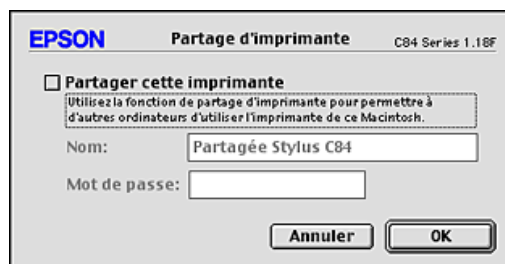 EPSON Partage d'imprimante C84 Series 1.18F
Partager cette imprimante
Utilisez la fonction de partage d'imprimante pour permettre à
d'autres ordinateurs d'utiliser l'imprimante de ce Macintosh.
Nom: Partagée Stylus C84
Mot de passe:
Annuler OK